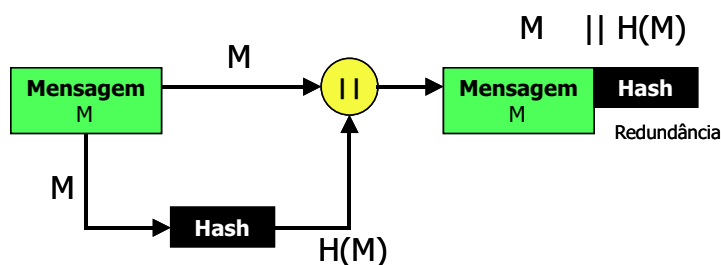 M || H(M)
M
Mensagem
M
||
Mensagem
M
Hash
Redundância
M
Hash
H(M)